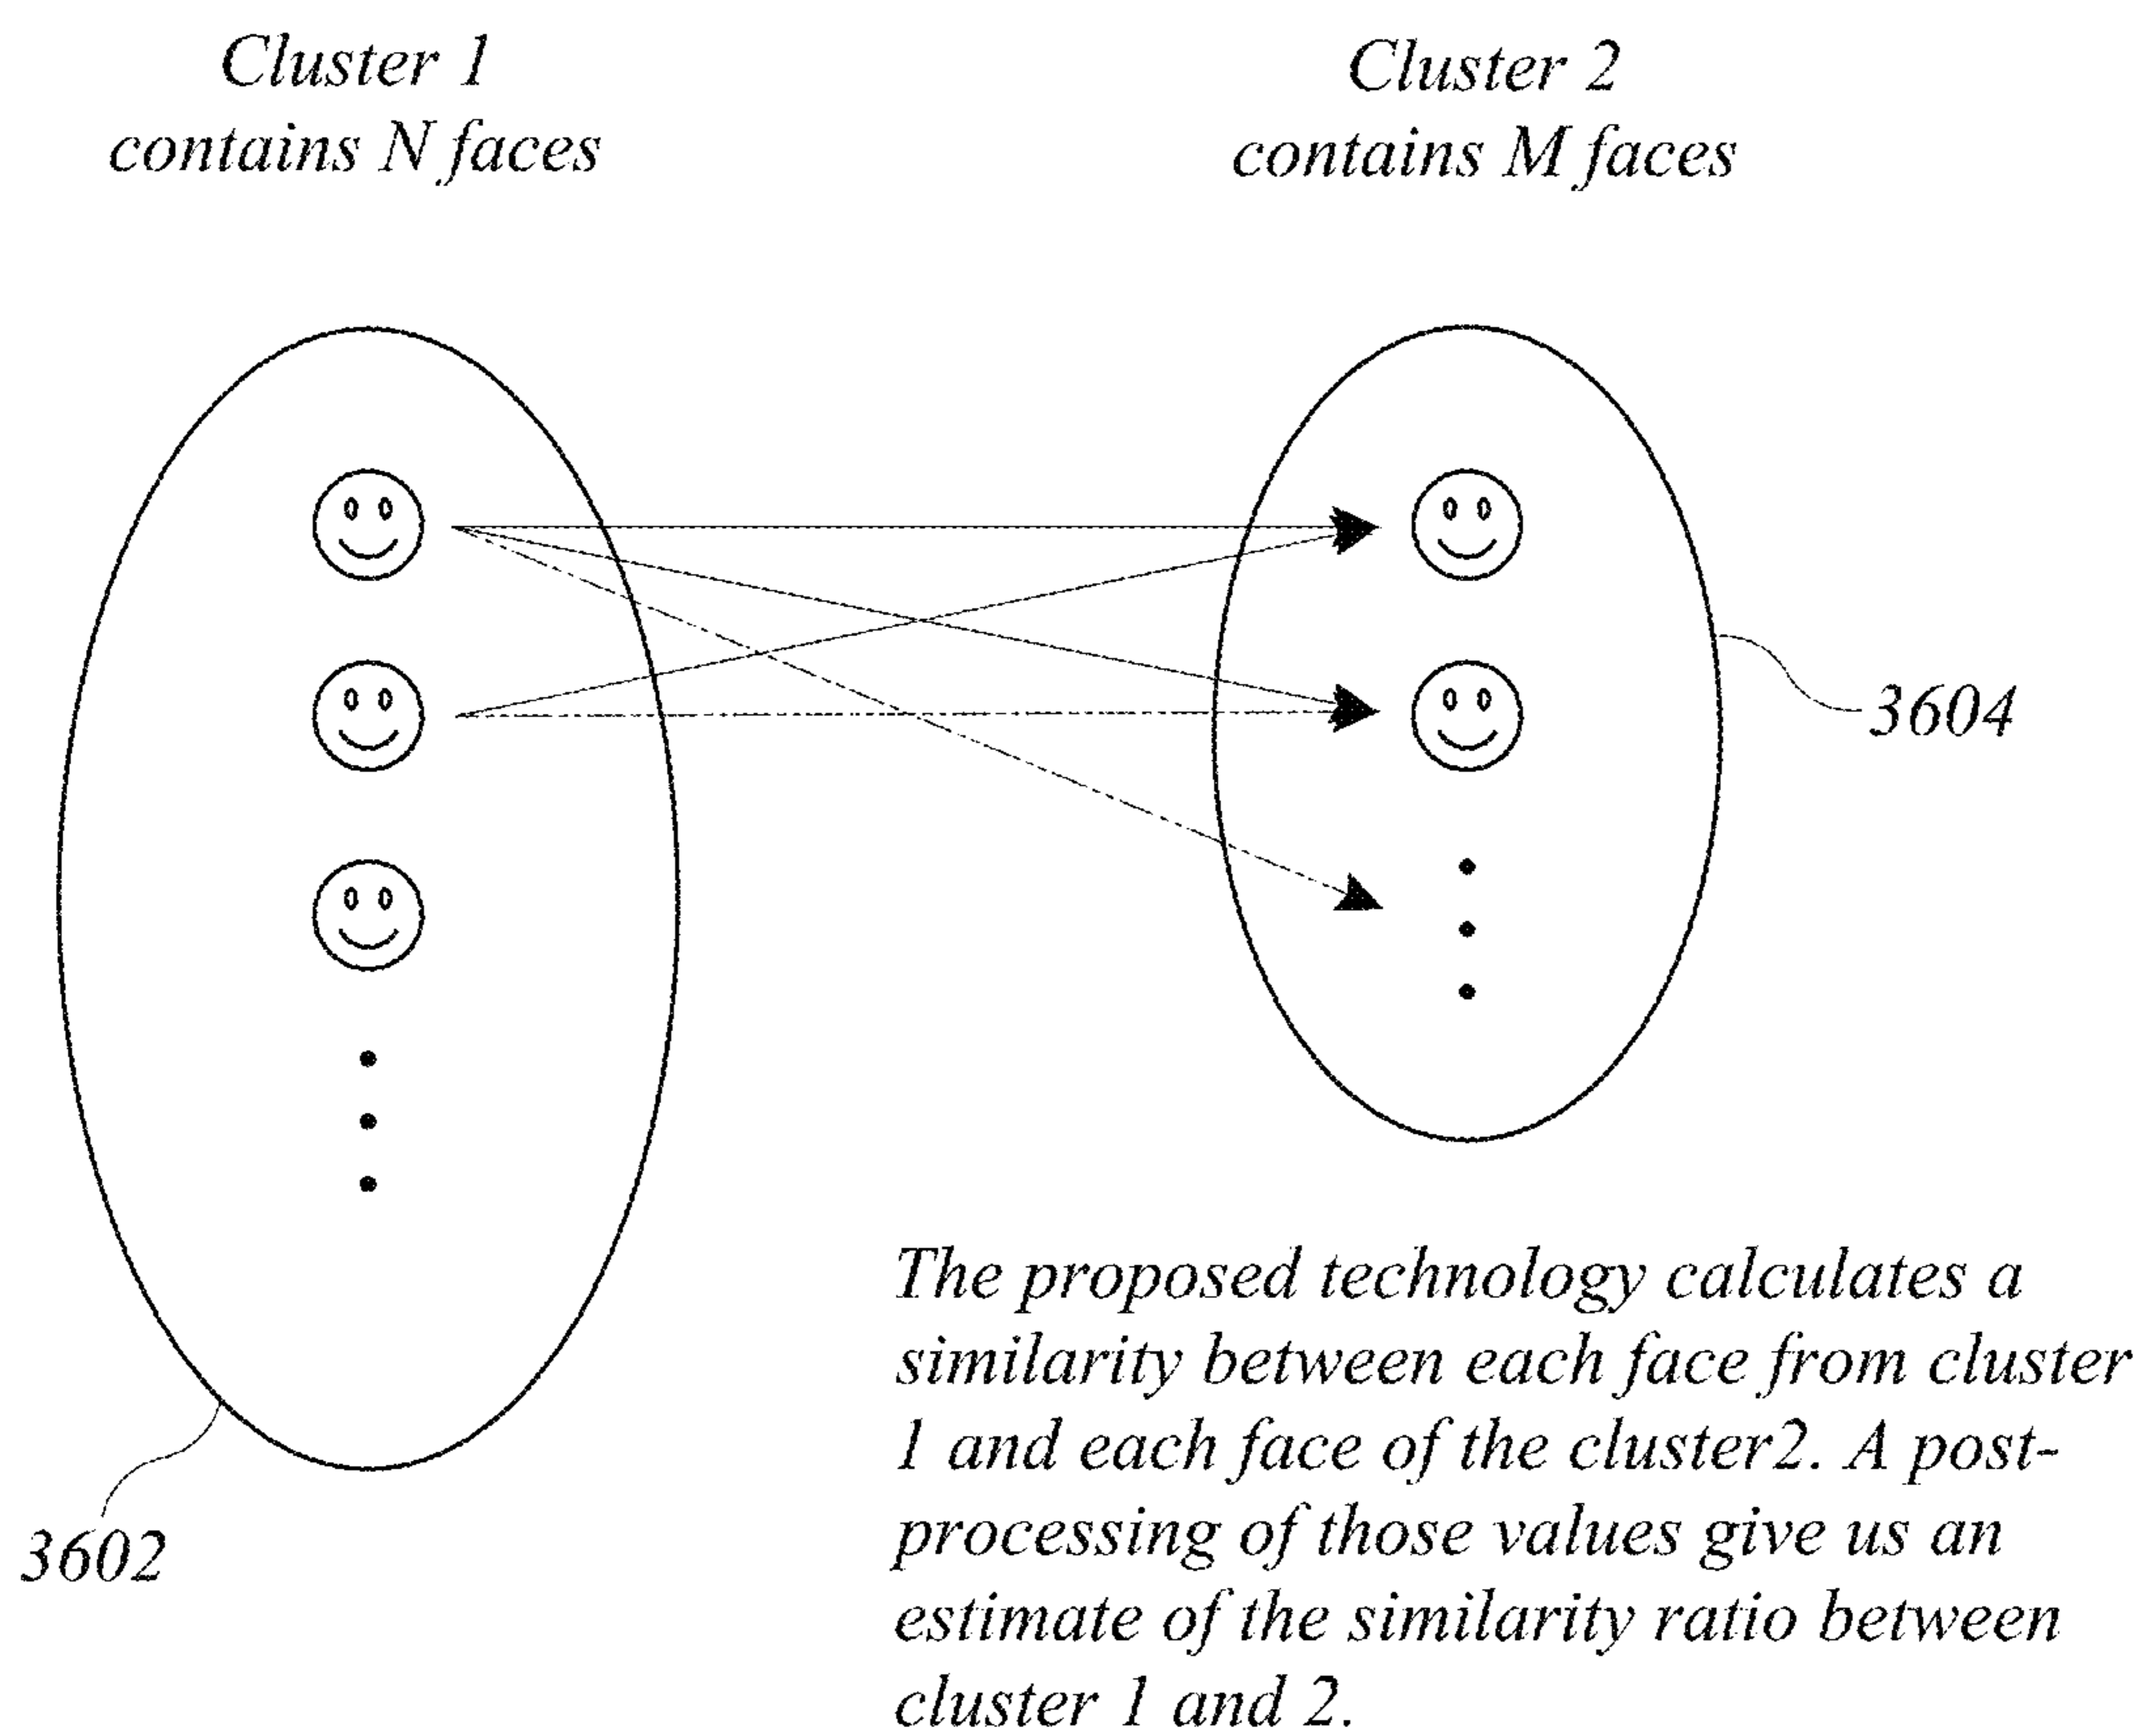 Cluster 1
contains N faces
Cluster 2
contains M faces
3604
3602
The proposed technology calculates a
similarity between each face from cluster
1 and each face of the cluster2. A post-
processing of those values give us an
estimate of the similarity ratio between
cluster 1 and 2.